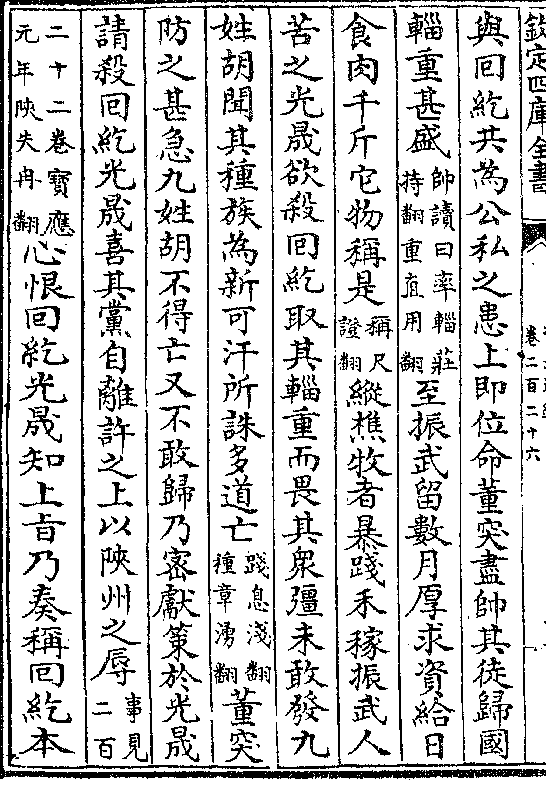 欽定四庫全書
卷二百二十六
與回紇共為公私之患上即位命董突盡帥其徒歸國
輜重甚盛帥讀曰率輜莊持翻重直用翻至振武留數月厚求資給日
食肉千斤它物稱是稱尺證翻縱樵牧者暴踐禾稼振武人
苦之光晟欲殺回紇取其輜重而畏其衆彊未敢發九
姓胡聞其種族為新可汗所誅多道亡踐息淺翻種章湧翻董突
防之甚急九姓胡不得亡又不敢歸乃密獻策於光晟
請殺回紇光晟喜其黨自離許之上以陜州之辱事見二百
二十二卷寶應元年陜失冉翻心恨回紇光晟知上旨乃奏稱回紇本